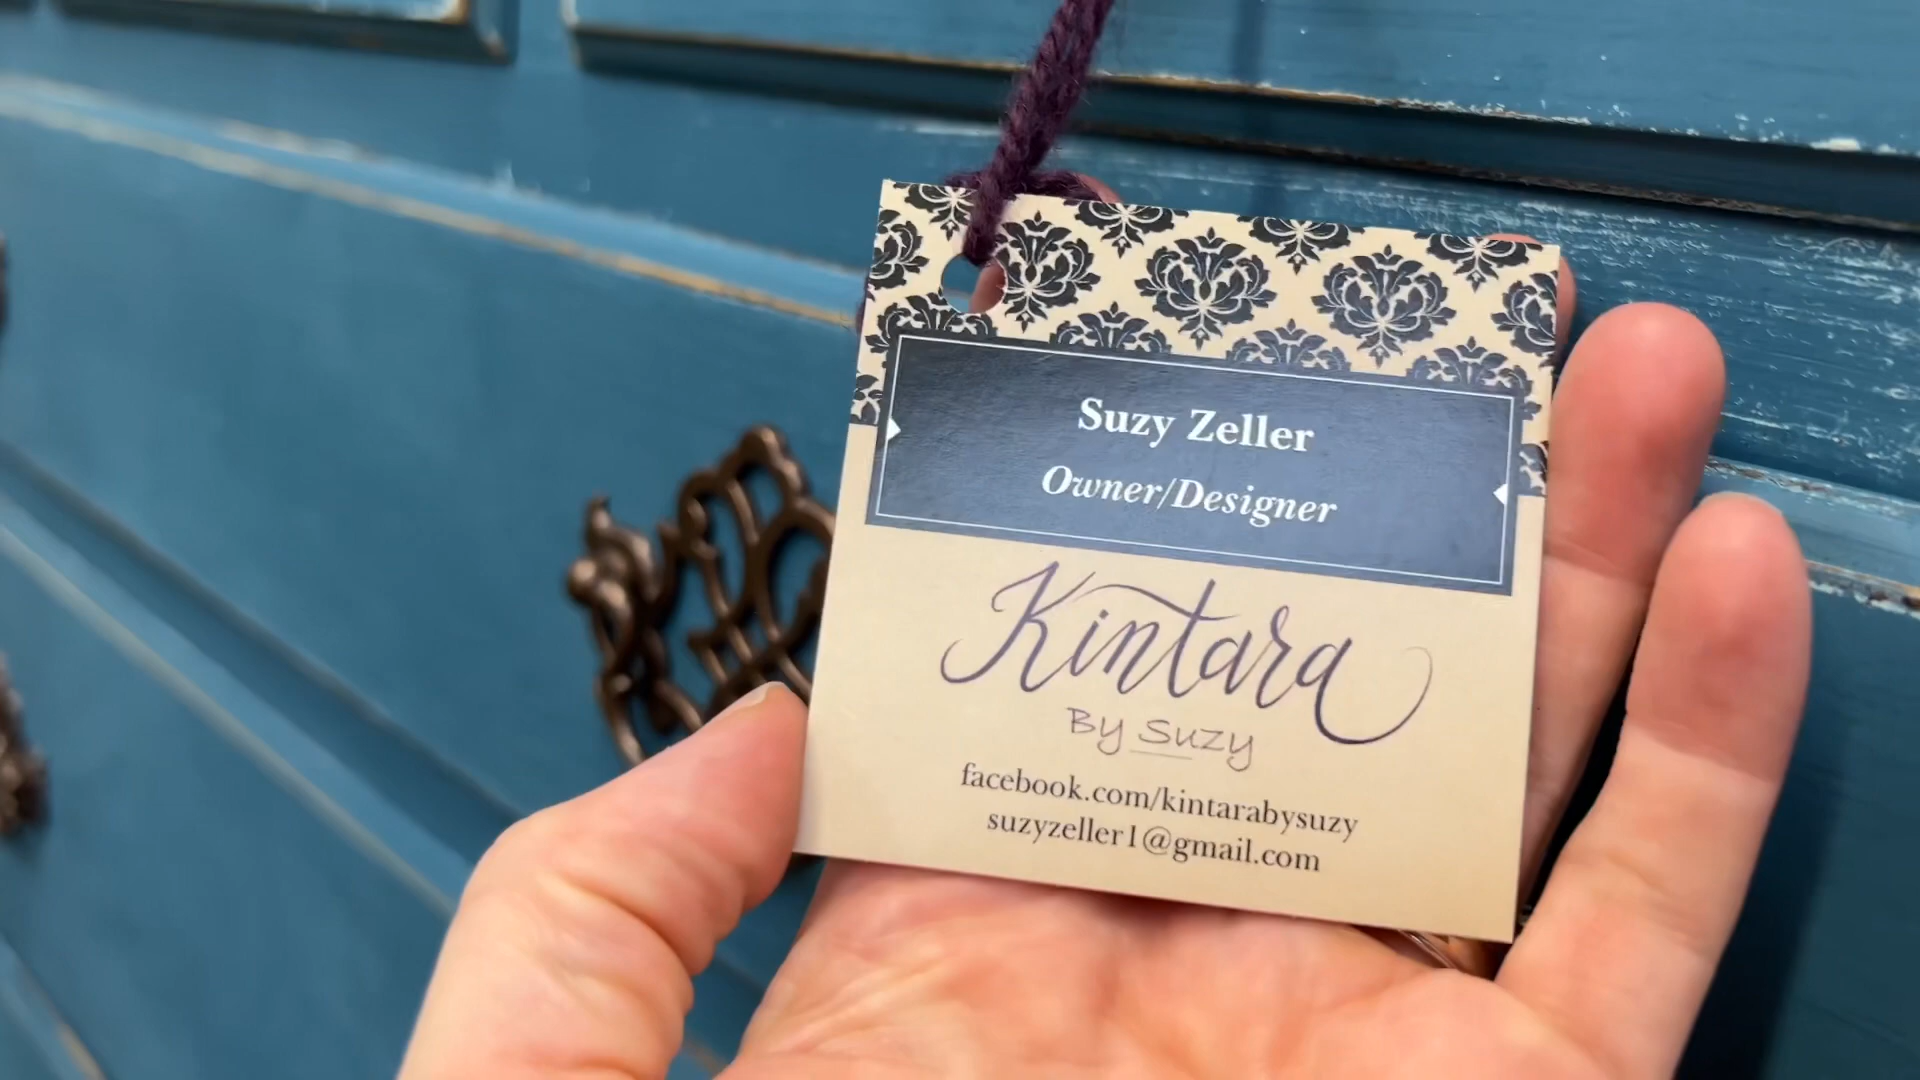 Suzy Zeller
Owner/Designer
Kintara
By Suzy
facebook.com/kintarabysuzy
suzyzeller1@gmail.com